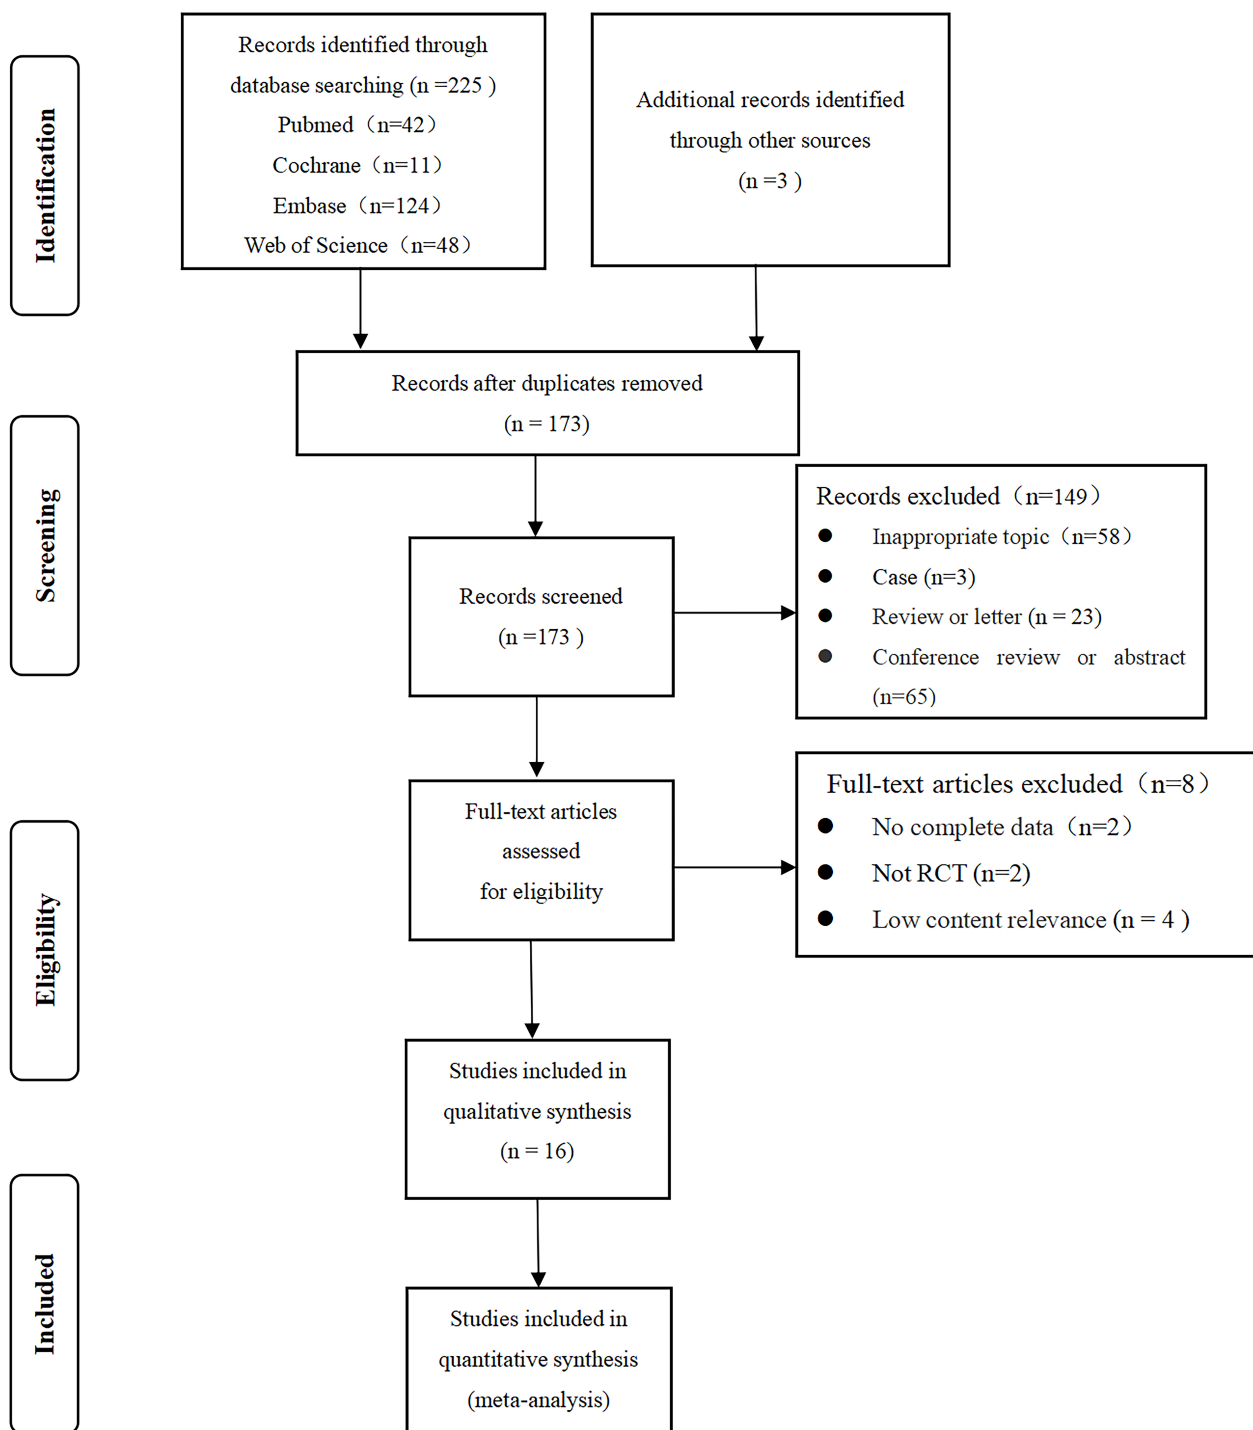 Identification
Records identified through
database searching (n =225 )
Pubmed（n=42）
Cochrane（n=11）
Embase（n=124）
Web of Science（n=48）
Additional records identified
through other sources
(n =3 )
Records after duplicates removed
(n = 173)
Screening
Records screened
(n =173 )
Records excluded（n=149）
● Inappropriate topic（n=58）
● Case (n=3)
● Review or letter (n = 23)
● Conference review or abstract
(n=65)
Eligibility
Full-text articles
assessed
for eligibility
Full-text articles excluded（n=8）
● No complete data（n=2）
● Not RCT (n=2)
● Low content relevance (n = 4 )
Studies included in
qualitative synthesis
(n = 16)
Included
Studies included in
quantitative synthesis
(meta-analysis)